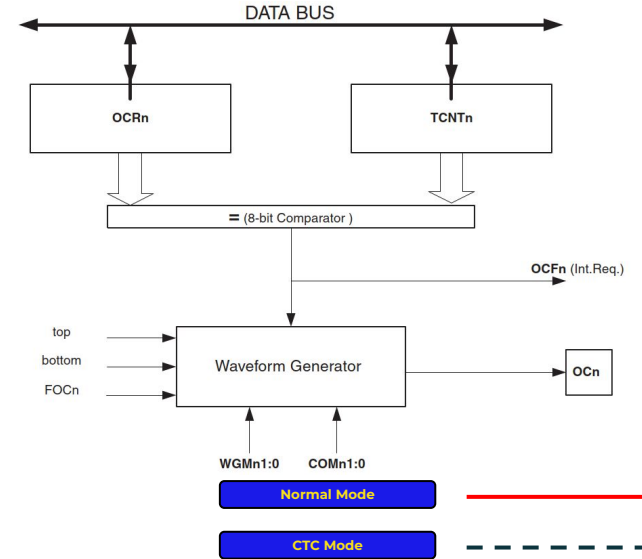 DATA BUS
OCRn
TCNTn
= (8-bit Comparator )
OCFn (Int.Req.)
top
bottom
FOCn
Waveform Generator
OCn
WGMn1:0 COMn1:0
Normal Mode
CTC Mode